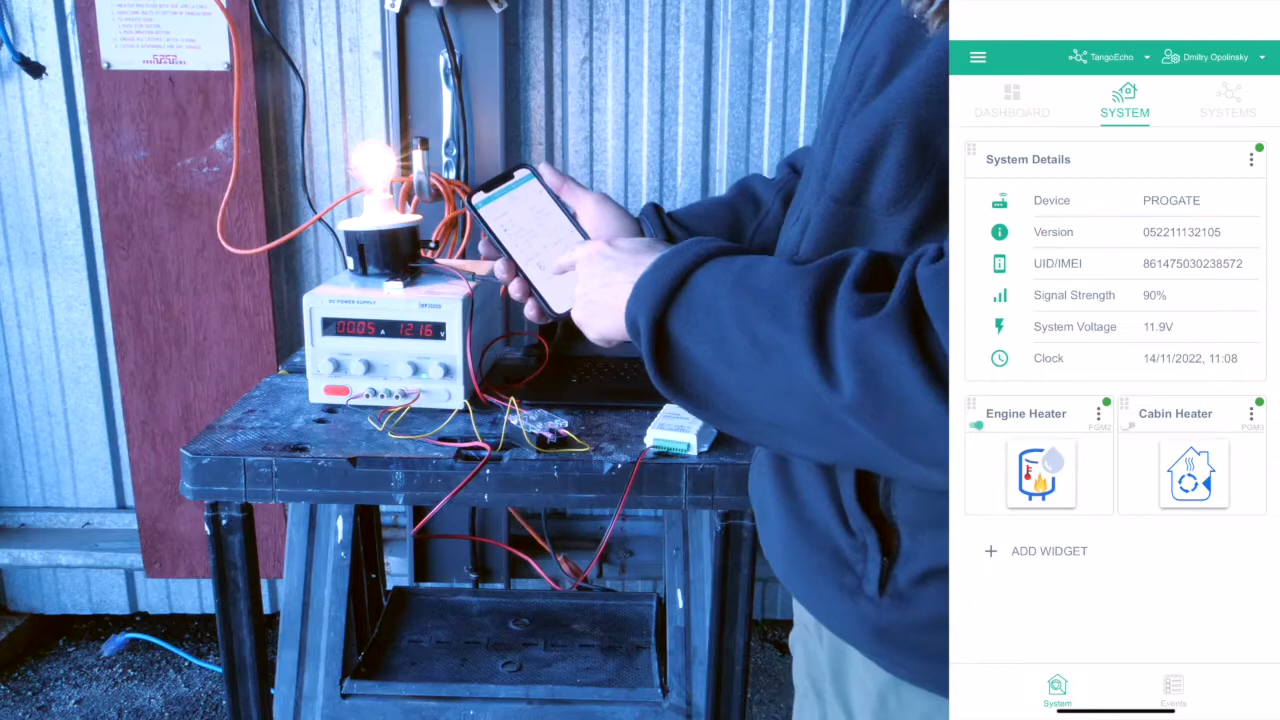 DC POWER SUPPLY
00.05 A 12.16 V
TangoEcho
Dmitry Opolinsky
DASHBOARD
SYSTEM
SYSTEMS
System Details
Device PROGATE
Version 052211132105
UID/IMEI 861475030238572
Signal Strength 90%
System Voltage 11.9V
Clock 14/11/2022, 11:08
Engine Heater
PGM2
Cabin Heater
PGM3
ADD WIDGET
System
Events